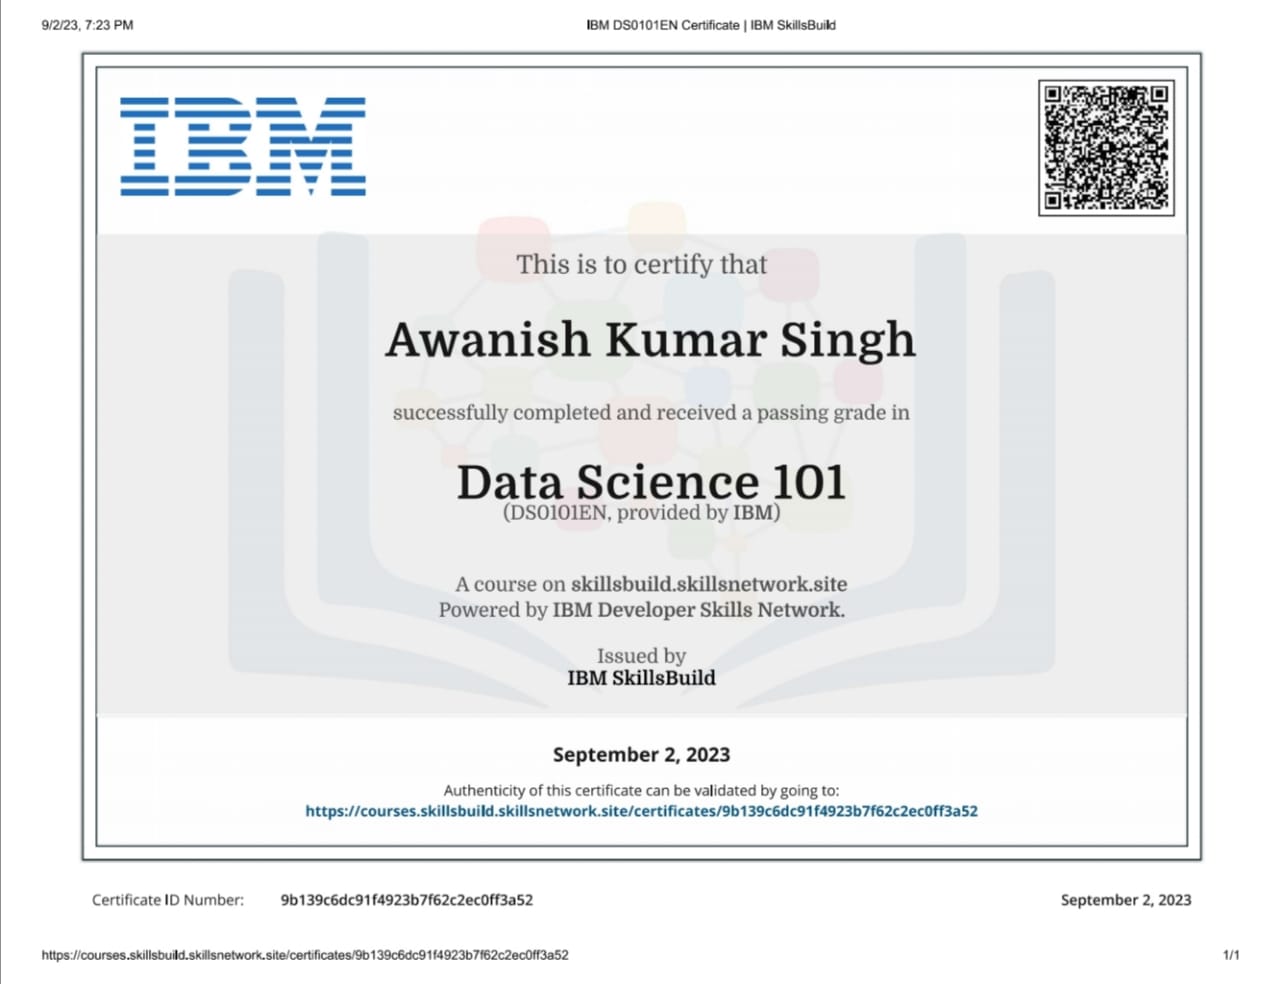 9/2/23, 7:23 PM
IBM DS0101EN Certificate | IBM SkillsBuild
IBM
This is to certify that
Awanish Kumar Singh
successfully completed and received a passing grade in
Data Science 101
(DS0101EN, provided by IBM)
A course on skillsbuild.skillsnetwork.site
Powered by IBM Developer Skills Network.
Issued by
IBM SkillsBuild
September 2, 2023
Authenticity of this certificate can be validated by going to:
https://courses.skillsbuild.skillsnetwork.site/certificates/9b139c6dc91f4923b7f62c2ec0ff3a52
Certificate ID Number: 9b139c6dc91f4923b7f62c2ec0ff3a52 September 2, 2023
https://courses.skillsbuild.skillsnetwork.site/certificates/9b139c6dc91f4923b7f62c2ec0ff3a52 1/1